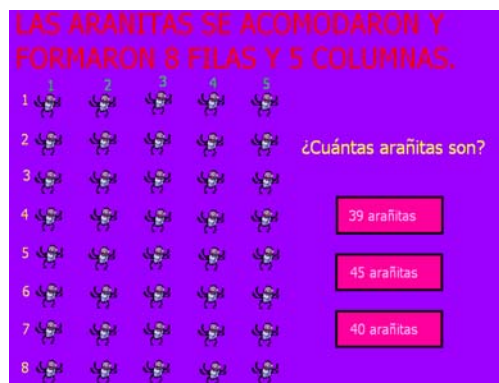 LAS ARAÑITAS SE ACOMODARON Y
FORMARON 8 FILAS Y 5 COLUMNAS.
1 2 3 4 5
1
2
¿Cuántas arañitas son?
3
4
39 arañitas
5
45 arañitas
6
7
40 arañitas
8